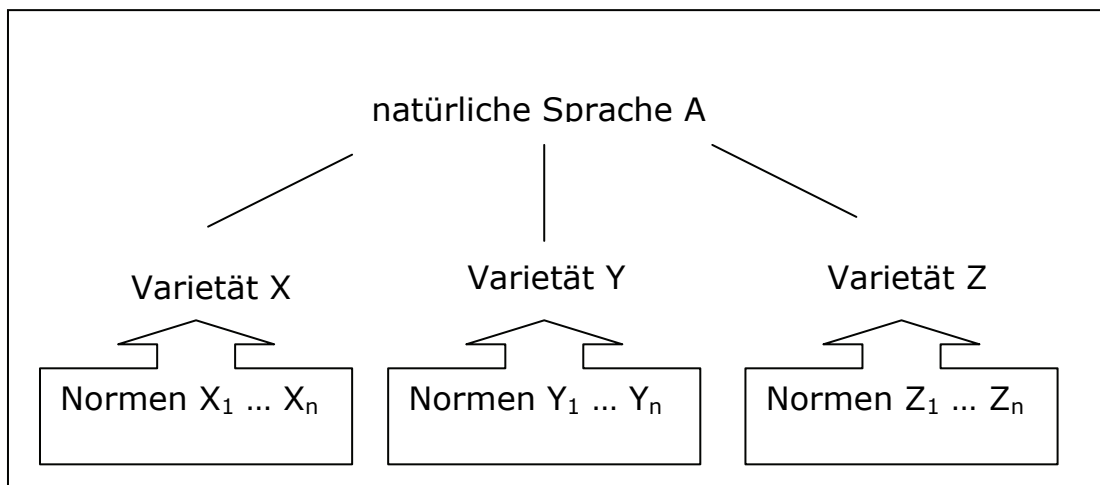 natürliche Sprache A
Varietät X
Varietät Y
Varietät Z
Normen X₁ ... Xₙ
Normen Y₁ ... Yₙ
Normen Z₁ ... Zₙ